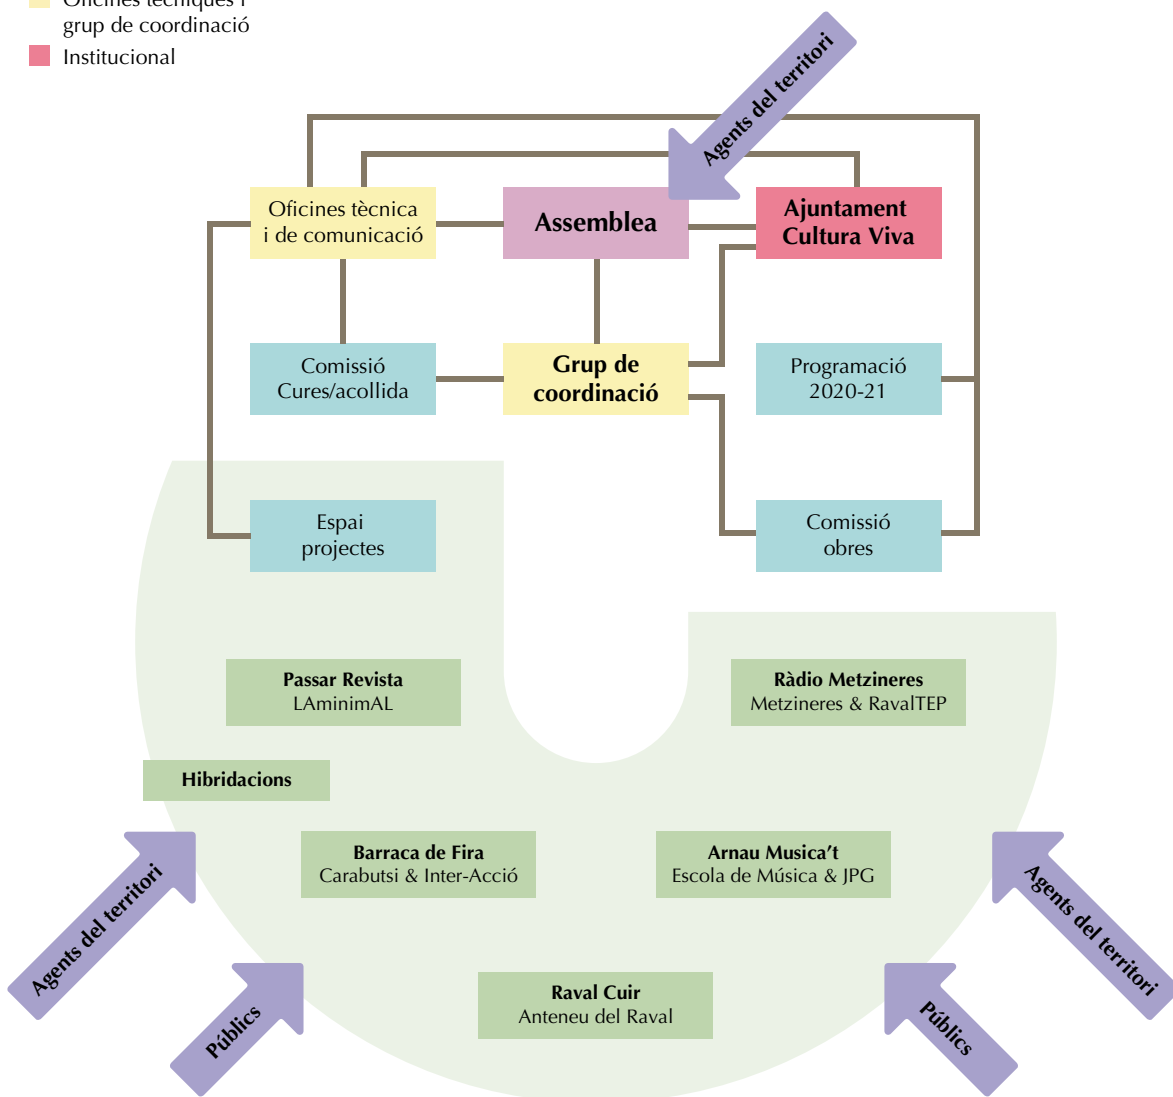 Oficines tècniques i
grup de coordinació
Institucional
Agents del territori
Oficines tècnica
i de comunicació
Assemblea
Ajuntament
Cultura Viva
Comissió
Cures/acollida
Grup de
coordinació
Programació
2020-21
Espai
projectes
Comissió
obres
Passar Revista
LAminimAL
Ràdio Metzineres
Metzineres & RavalTEP
Hibridacions
Barraca de Fira
Carabutsi & Inter-Acció
Arnau Musica’t
Escola de Música & JPG
Agents del territori
Agents del territori
Raval Cuir
Anteneu del Raval
Públics
Públics